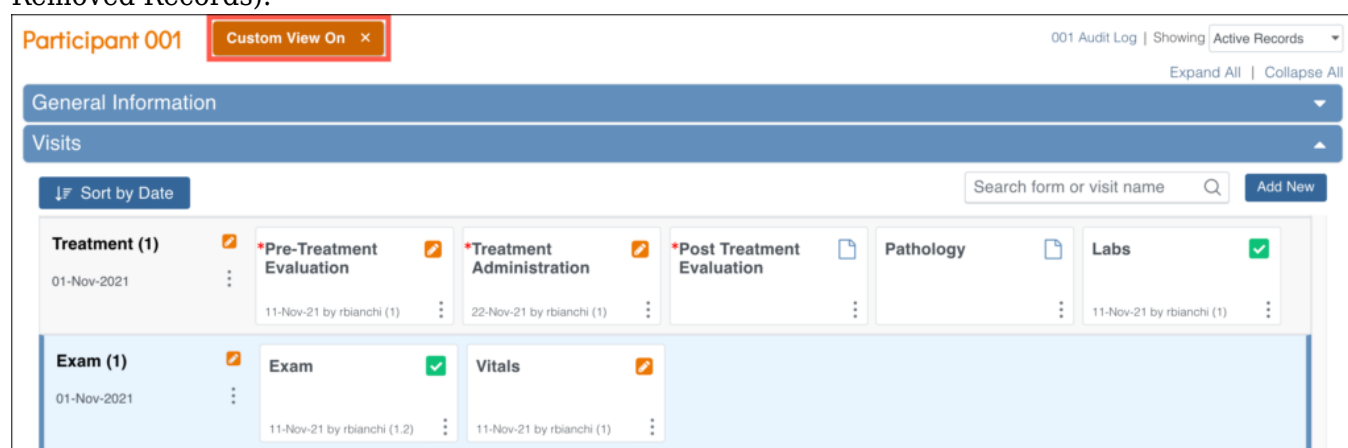 Removed Records).
Participant 001 Custom View On × 001 Audit Log | Showing Active Records
Expand All | Collapse All
General Information
Visits
Sort by Date Search form or visit name Add New
Treatment (1) *Pre-Treatment Evaluation *Treatment Administration *Post Treatment Evaluation Pathology Labs
01-Nov-2021
11-Nov-21 by rbianchi (1) 22-Nov-21 by rbianchi (1) 11-Nov-21 by rbianchi (1)
Exam (1) Exam Vitals
01-Nov-2021
11-Nov-21 by rbianchi (1.2) 11-Nov-21 by rbianchi (1)